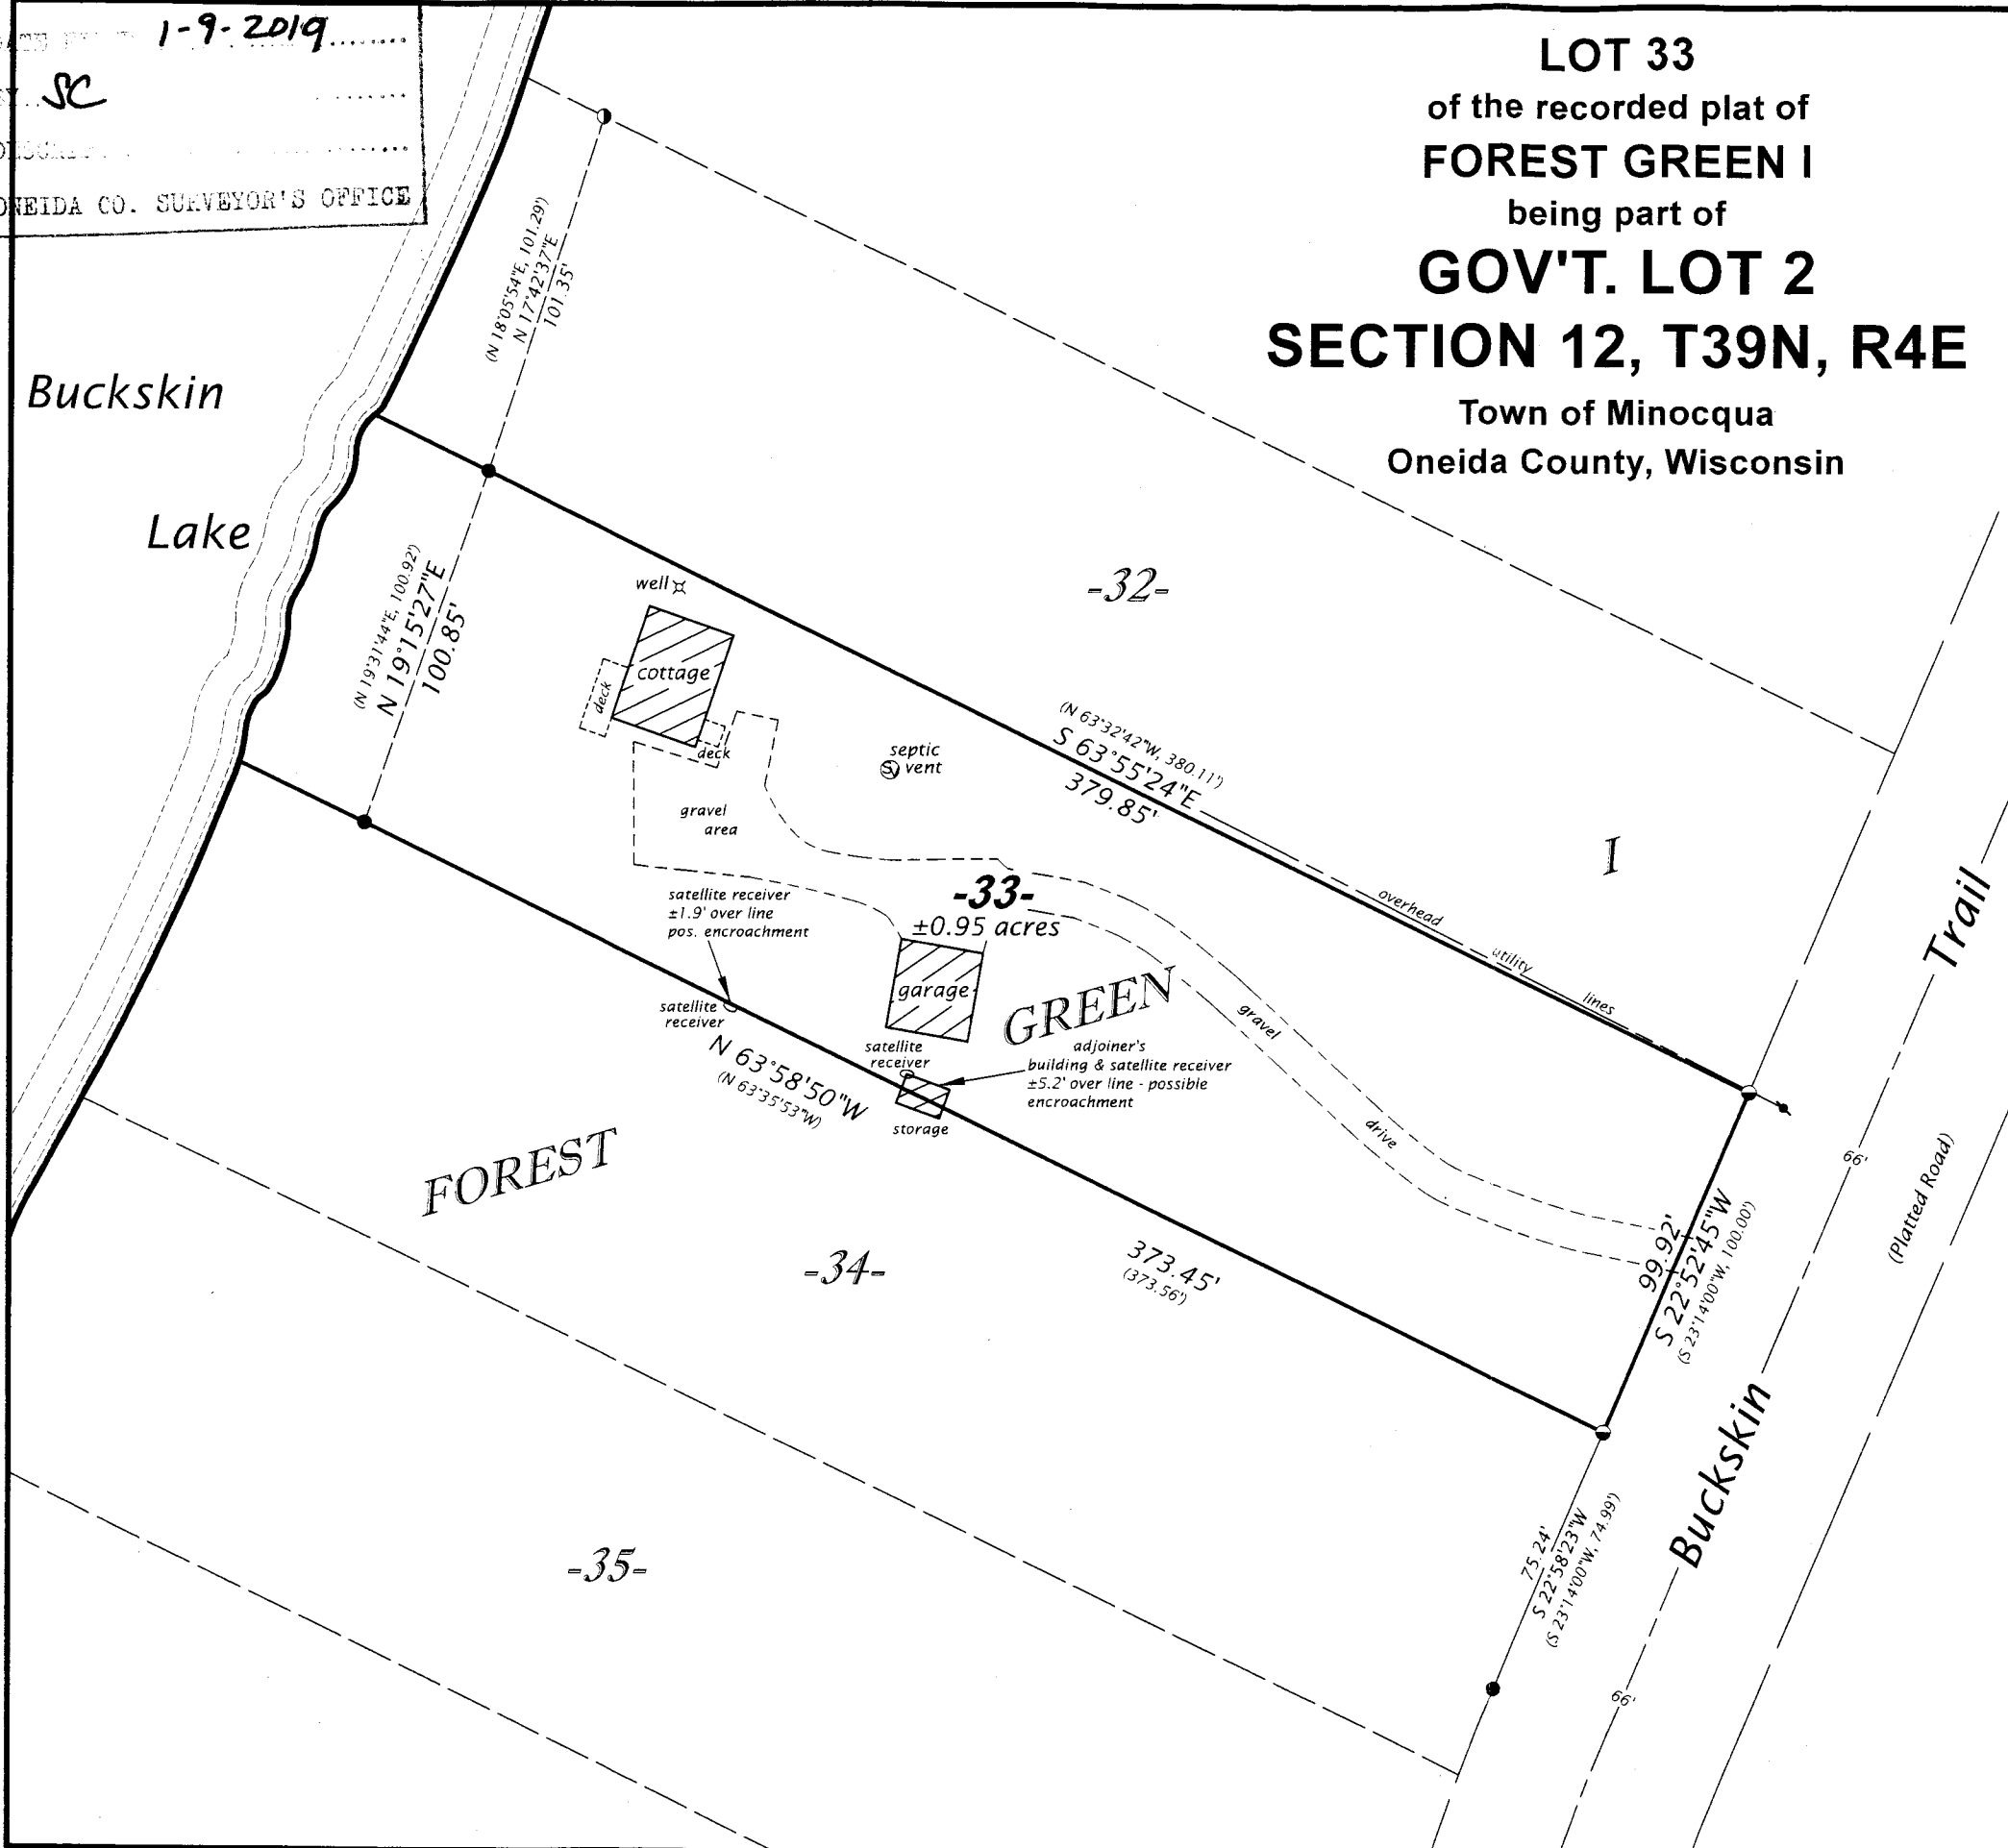 1-9-2019
SC
ONEIDA CO. SURVEYOR'S OFFICE
LOT 33
of the recorded plat of
FOREST GREEN I
being part of
GOV'T. LOT 2
SECTION 12, T39N, R4E
Town of Minocqua
Oneida County, Wisconsin
Buckskin
Lake
(N 18°05'54"E, 101.29')
N 17°42'37"E
101.35'
(N 19°31'44"E, 100.92')
N 19°15'27"E
100.85'
well
cottage
deck
deck
septic
vent
SV
gravel
area
-32-
(N 63°32'42"W, 380.11')
S 63°55'24"E
379.85'
overhead
utility
lines
I
satellite receiver
±1.9' over line
pos. encroachment
-33-
±0.95 acres
garage
satellite
receiver
N 63°58'50"W
(N 63°35'53"W)
satellite
receiver
storage
GREEN
adjoiner's
building & satellite receiver
±5.2' over line - possible
encroachment
gravel
drive
FOREST
-34-
373.45'
(373.56')
99.92'
S 22°52'45"W
(S 23°14'00"W, 100.00')
66'
Buckskin Trail
(Platted Road)
-35-
75.24'
S 22°58'23"W
(S 23°14'00"W, 74.99')
66'